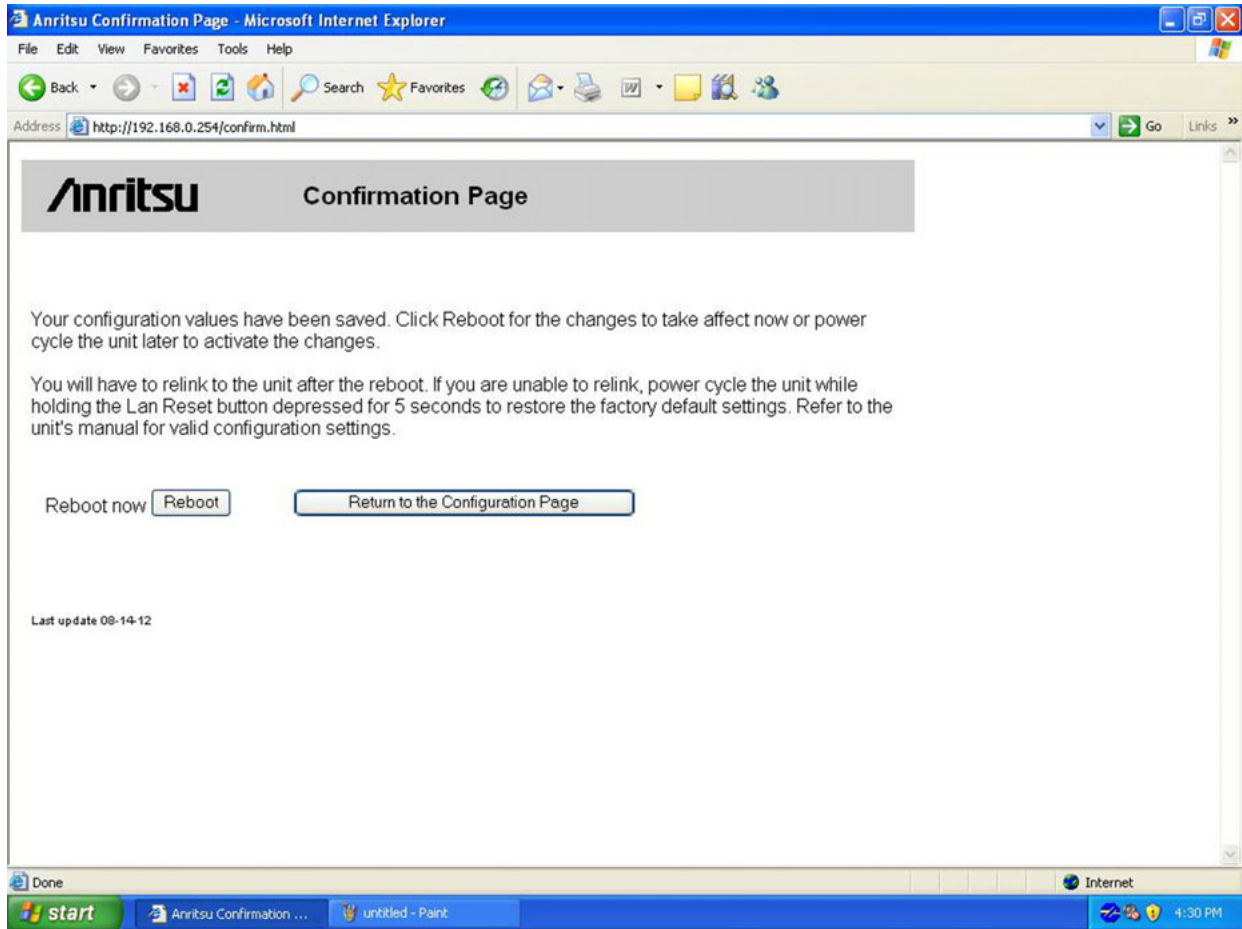 Anritsu Confirmation Page - Microsoft Internet Explorer
File Edit View Favorites Tools Help
Back Search Favorites
Address http://192.168.0.254/confirm.html Go Links »
Anritsu Confirmation Page
Your configuration values have been saved. Click Reboot for the changes to take affect now or power
cycle the unit later to activate the changes.
You will have to relink to the unit after the reboot. If you are unable to relink, power cycle the unit while
holding the Lan Reset button depressed for 5 seconds to restore the factory default settings. Refer to the
unit's manual for valid configuration settings.
Reboot now Reboot Return to the Configuration Page
Last update 08-14-12
Done Internet
start Anritsu Confirmation ... untitled - Paint 4:30 PM